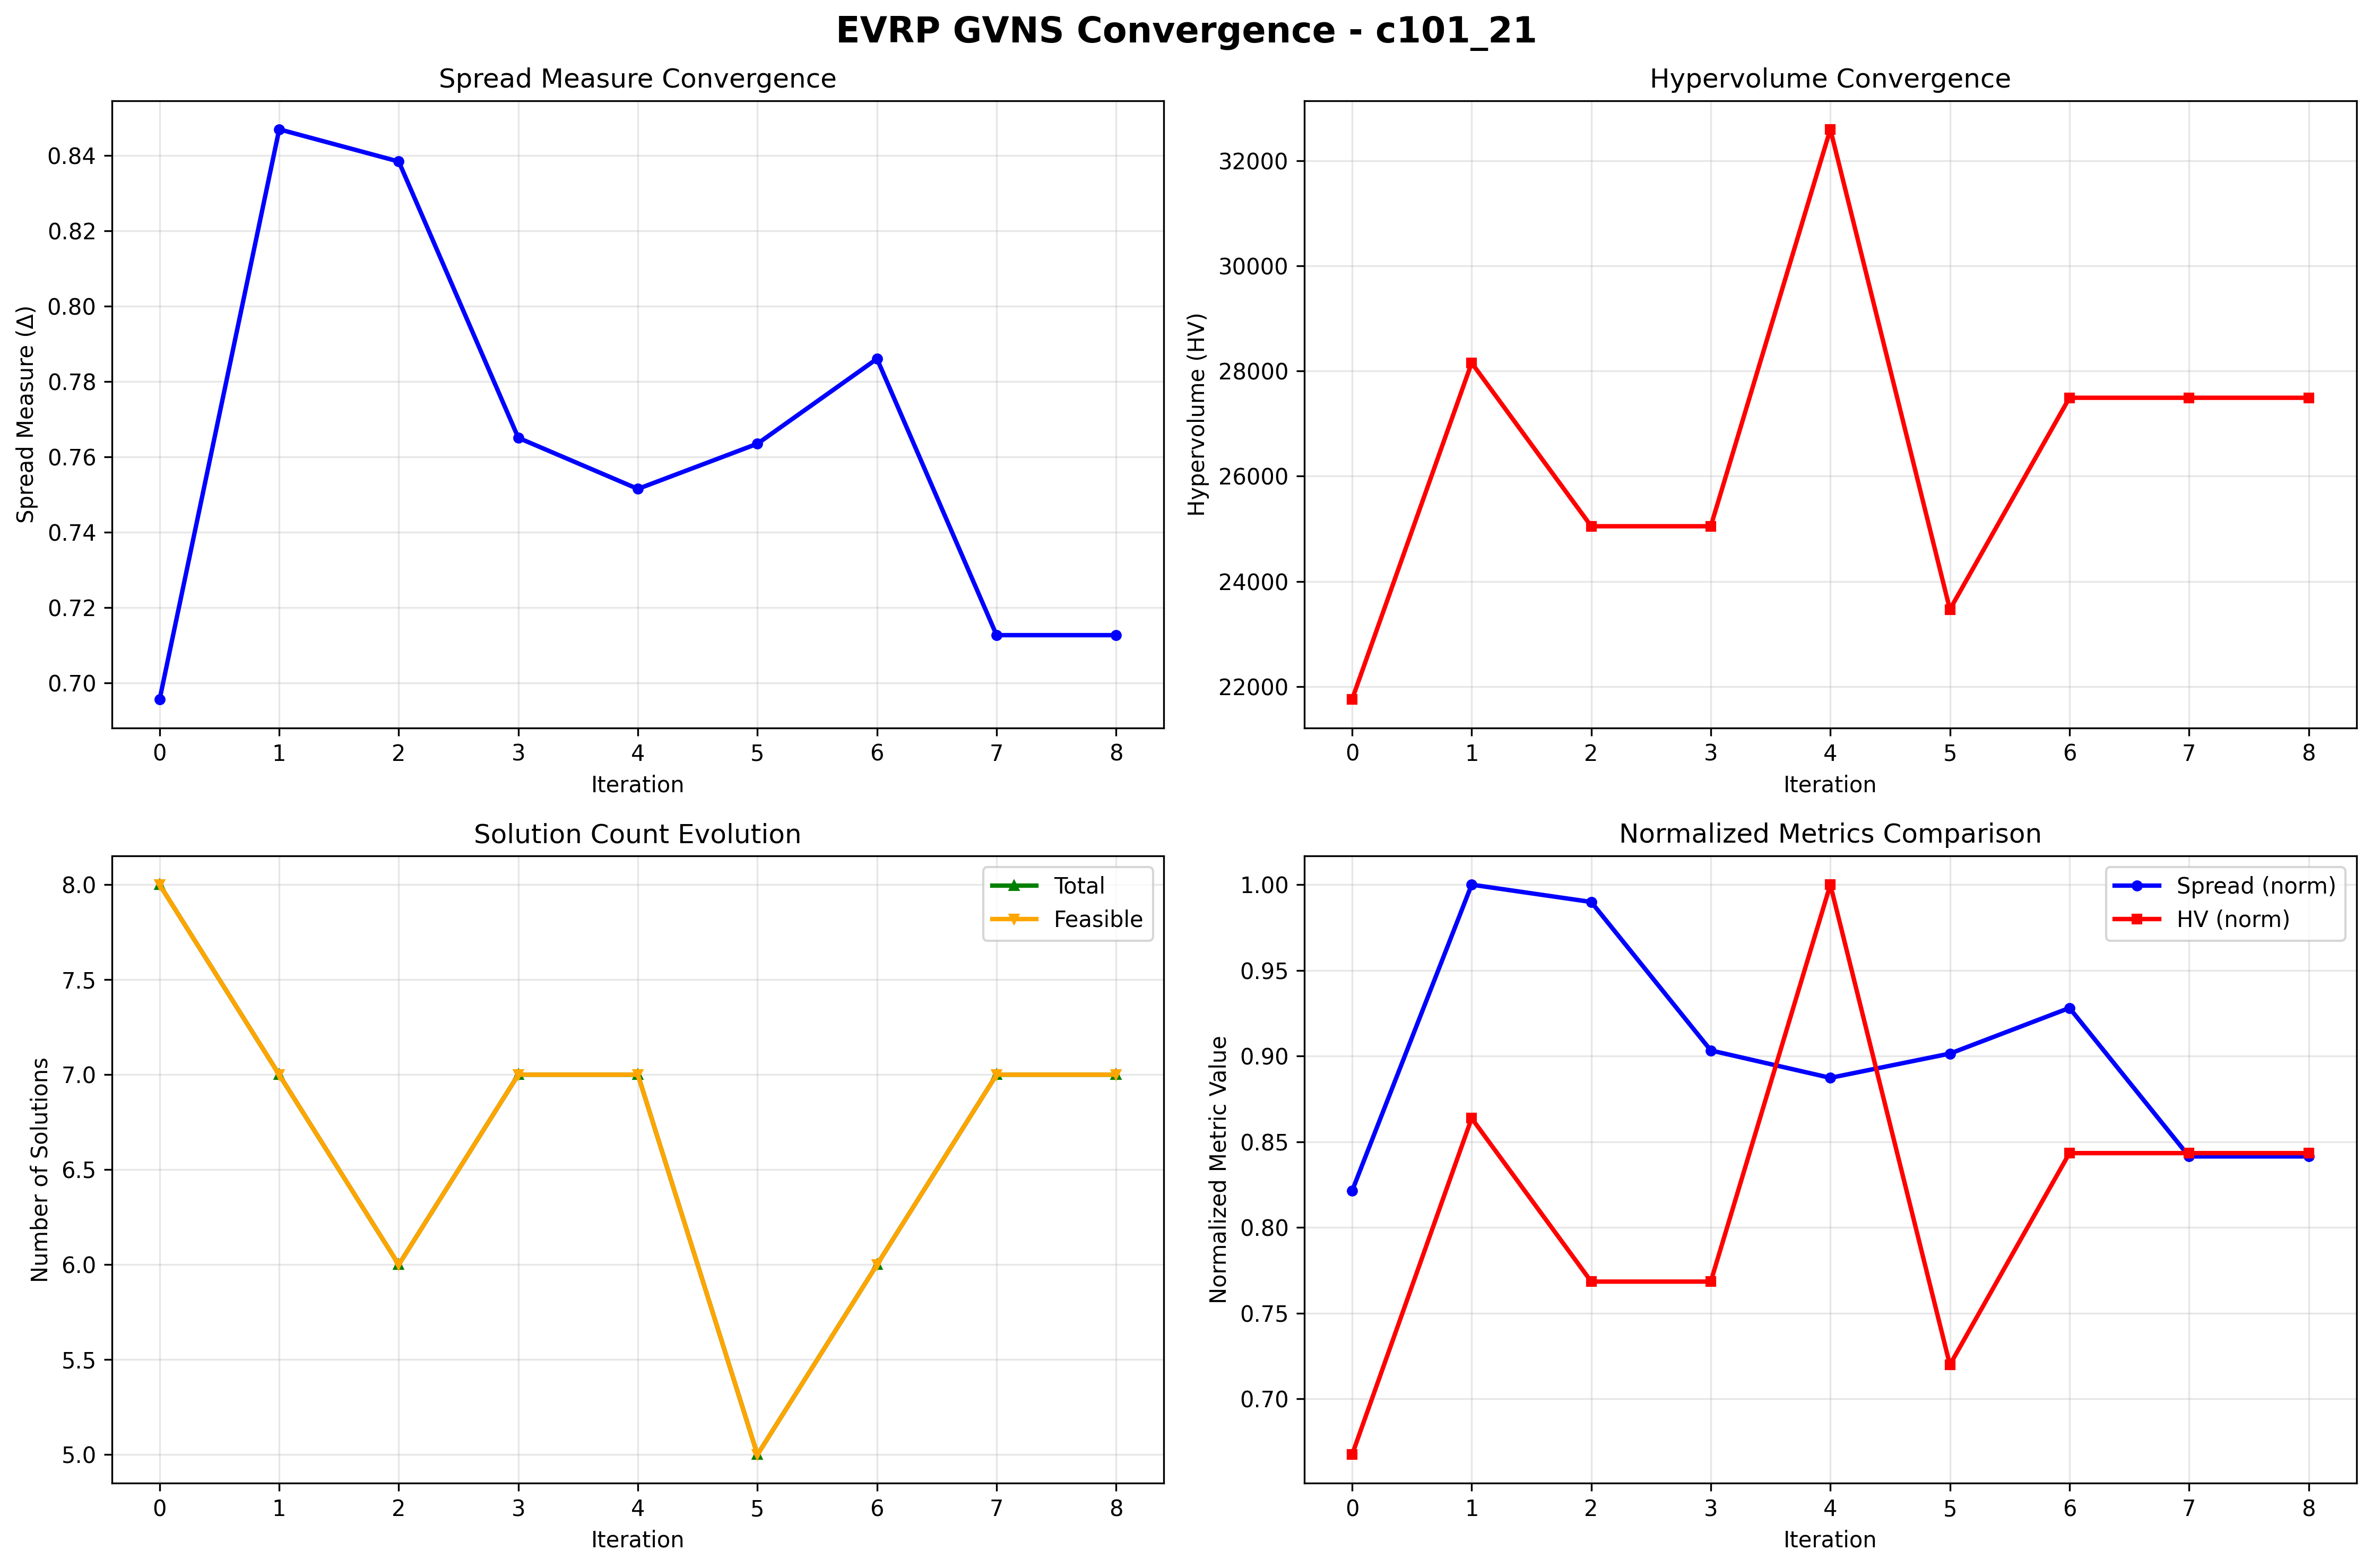 EVRP GVNS Convergence - c101_21
Spread Measure Convergence
Spread Measure (Δ)
0.84
0.82
0.80
0.78
0.76
0.74
0.72
0.70
0 1 2 3 4 5 6 7 8
Iteration
Hypervolume Convergence
Hypervolume (HV)
32000
30000
28000
26000
24000
22000
0 1 2 3 4 5 6 7 8
Iteration
Solution Count Evolution
Number of Solutions
8.0
7.5
7.0
6.5
6.0
5.5
5.0
Total
Feasible
0 1 2 3 4 5 6 7 8
Iteration
Normalized Metrics Comparison
Normalized Metric Value
1.00
0.95
0.90
0.85
0.80
0.75
0.70
Spread (norm)
HV (norm)
0 1 2 3 4 5 6 7 8
Iteration